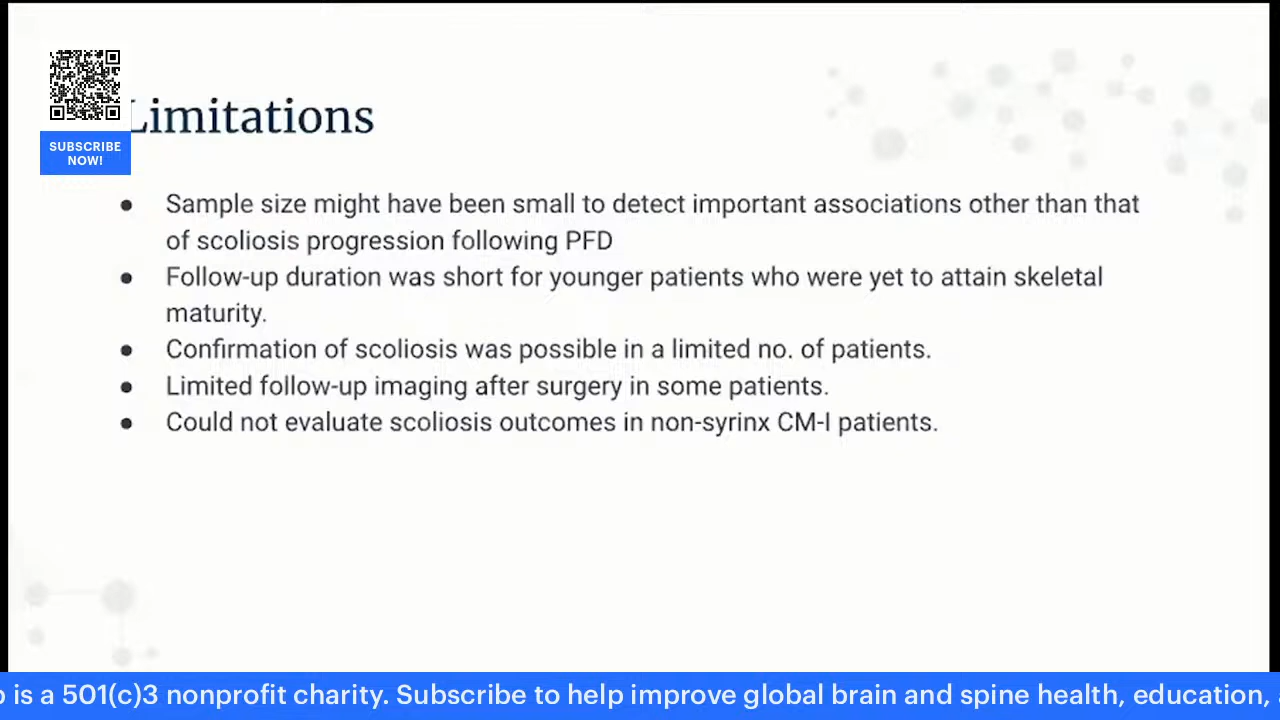 Limitations
SUBSCRIBE
NOW!
● Sample size might have been small to detect important associations other than that
of scoliosis progression following PFD
● Follow-up duration was short for younger patients who were yet to attain skeletal
maturity.
● Confirmation of scoliosis was possible in a limited no. of patients.
● Limited follow-up imaging after surgery in some patients.
● Could not evaluate scoliosis outcomes in non-syrinx CM-I patients.
is a 501(c)3 nonprofit charity. Subscribe to help improve global brain and spine health, education,